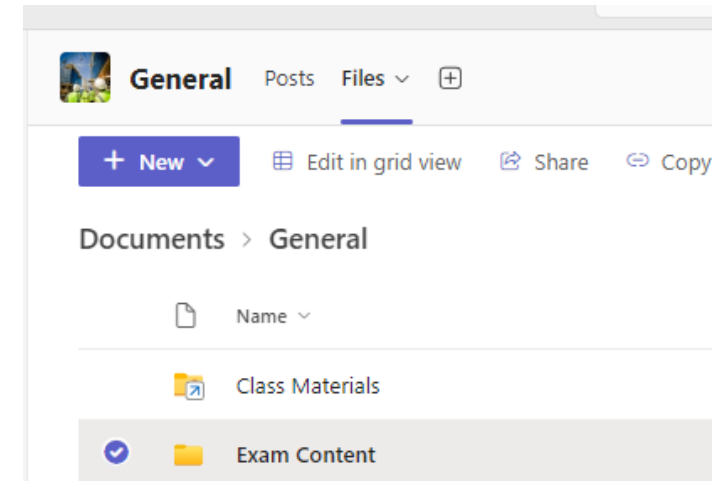 General Posts Files
+ New Edit in grid view Share Copy
Documents > General
Name
Class Materials
Exam Content